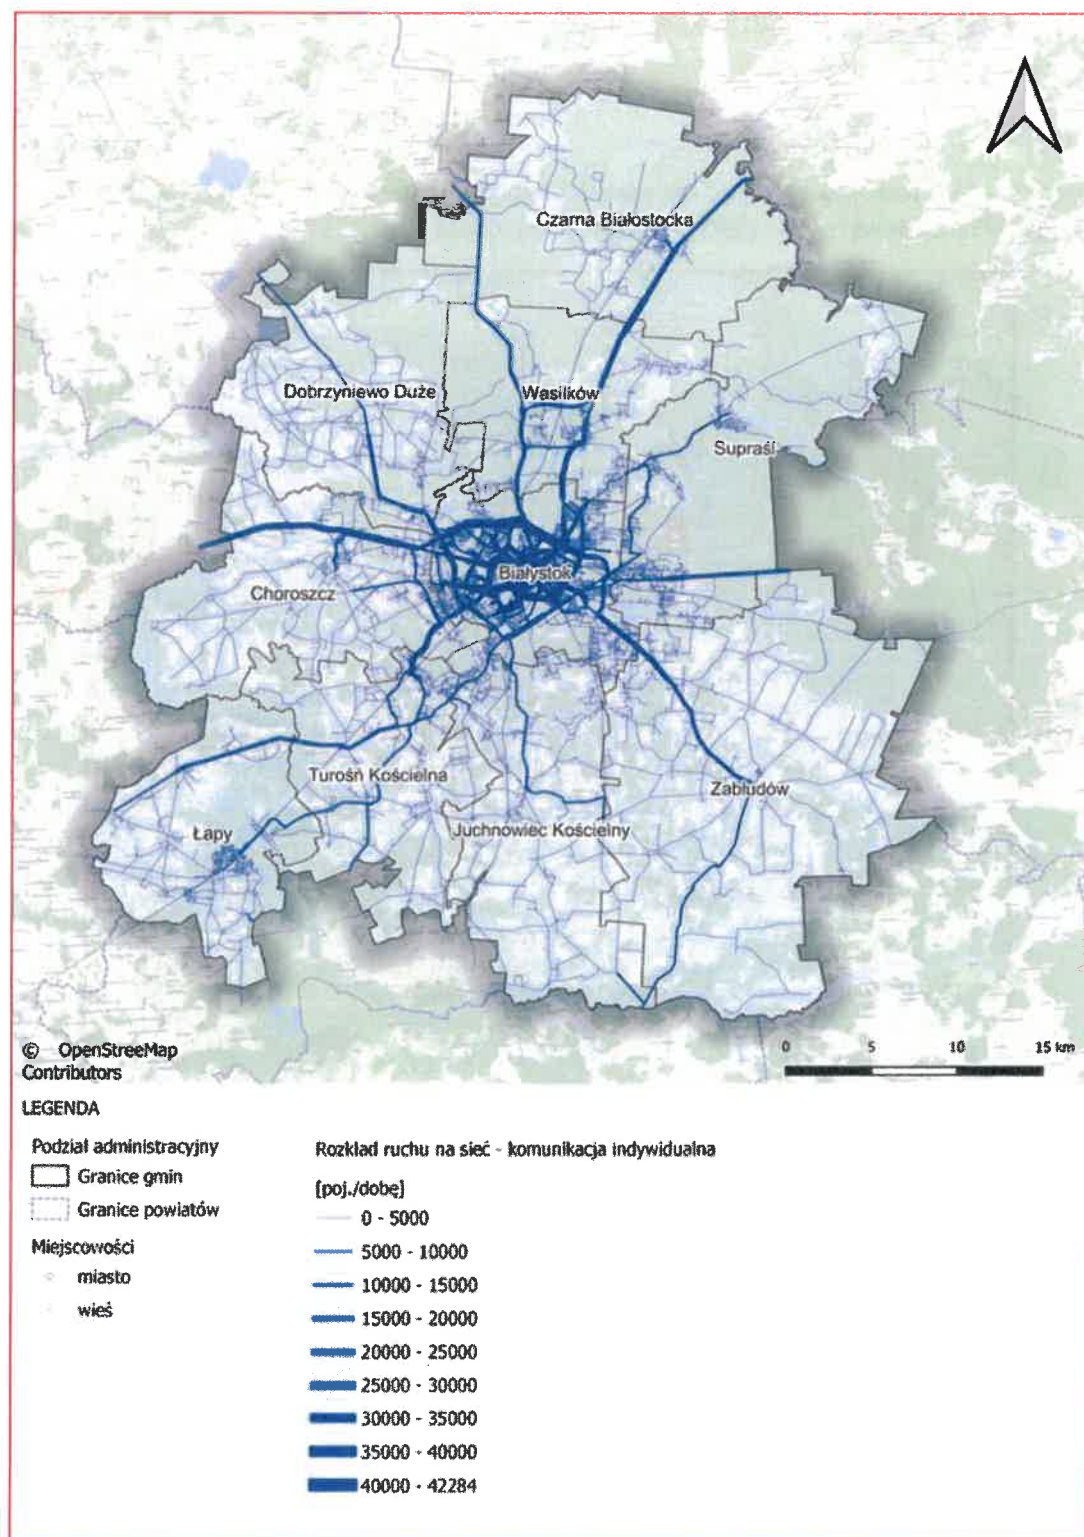 Czarna Białostocka
Dobrzyniewo Duże
Wasilków
Supraśl
Białystok
Choroszcz
Turośń Kościelna
Zabłudów
Łapy
Juchnowiec Kościelny
© OpenStreeMap
Contributors
0 5 10 15 km
LEGENDA
Podział administracyjny
Granice gmin
Granice powiatów
Miejscowości
miasto
wieś
Rozkład ruchu na sieć - komunikacja indywidualna
[poj./dobę]
0 - 5000
5000 - 10000
10000 - 15000
15000 - 20000
20000 - 25000
25000 - 30000
30000 - 35000
35000 - 40000
40000 - 42284